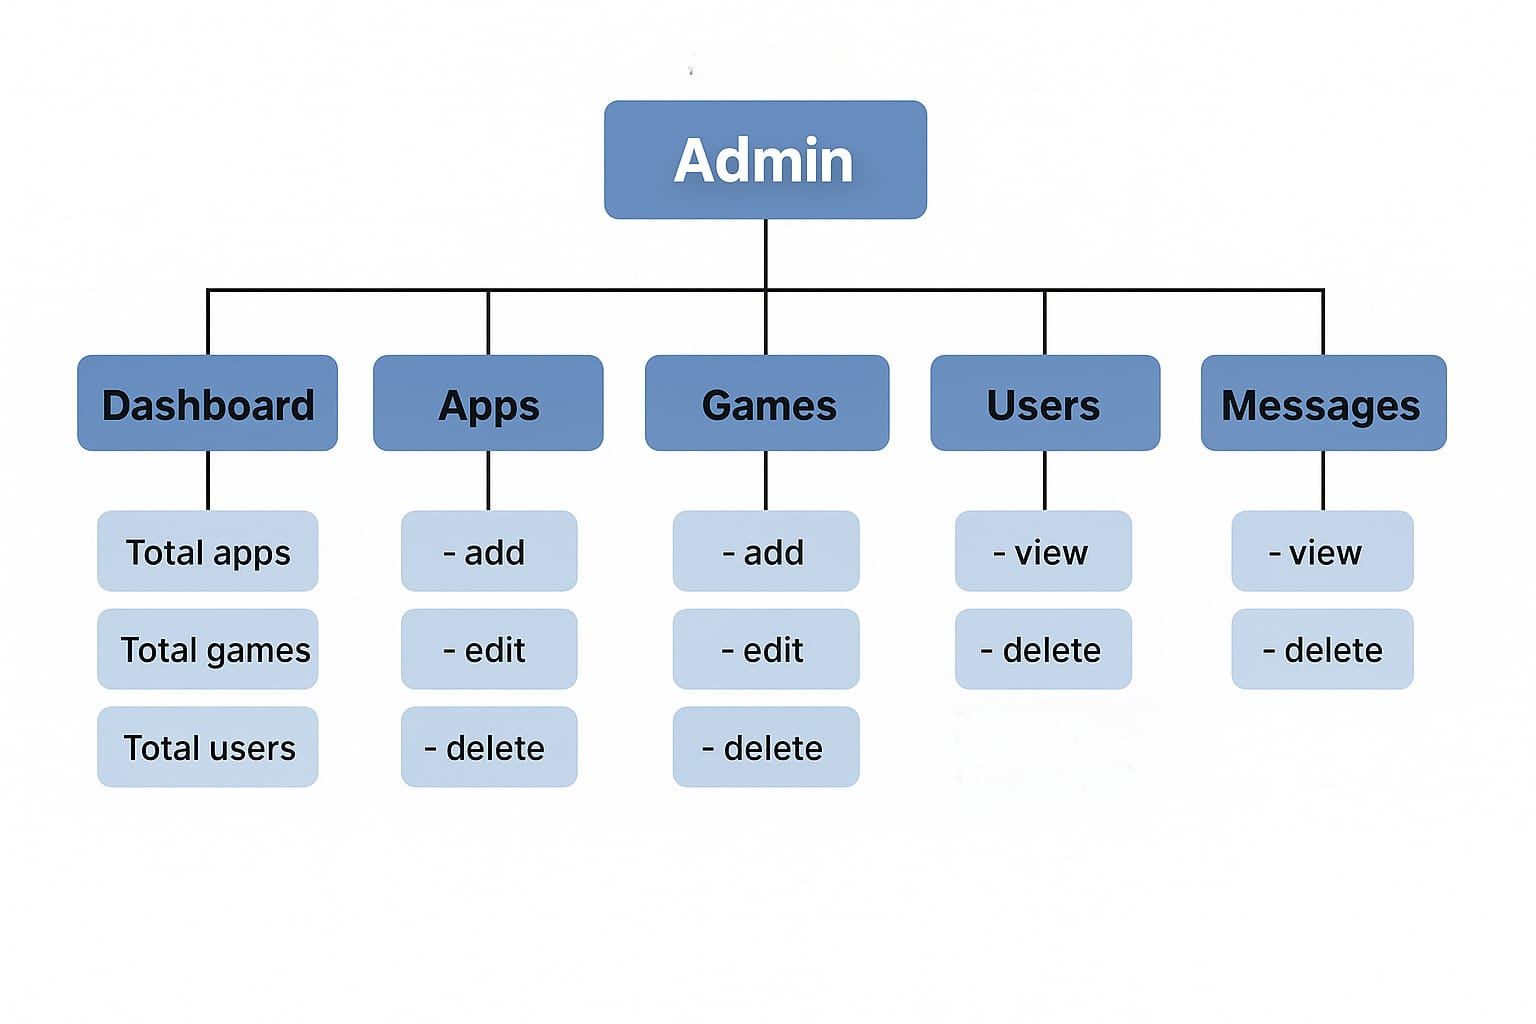 Admin
Dashboard
Apps
Games
Users
Messages
Total apps
Total games
Total users
- add
- edit
- delete
- add
- edit
- delete
- view
- delete
- view
- delete